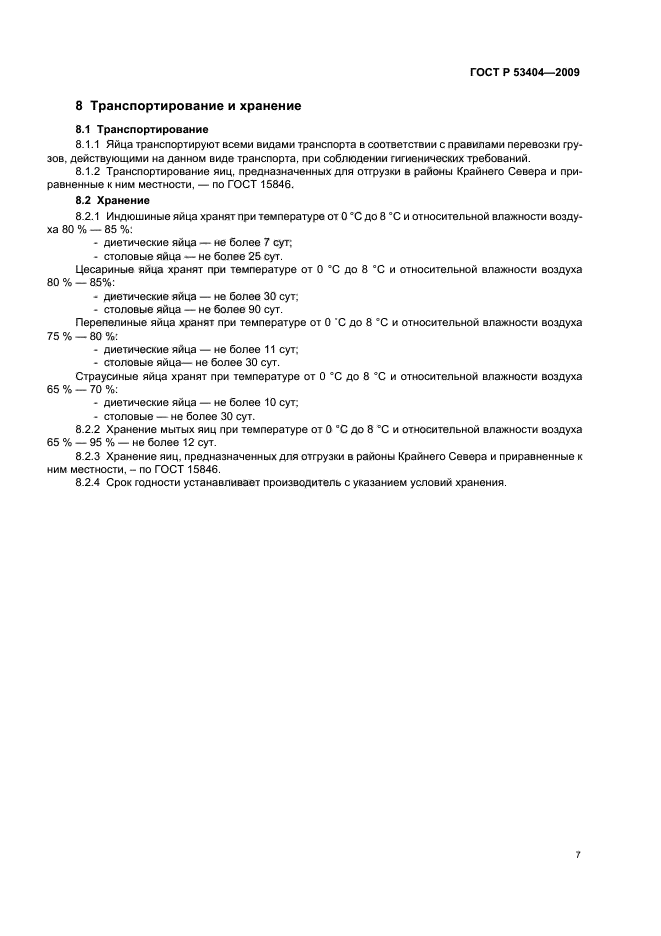 ГОСТ Р 53404—2009
8 Транспортирование и хранение
8.1 Транспортирование
8.1.1 Яйца транспортируют всеми видами транспорта в соответствии с правилами перевозки гру-
зов, действующими на данном виде транспорта, при соблюдении гигиенических требований.
8.1.2 Транспортирование яиц, предназначенных для отгрузки в районы Крайнего Севера и при-
равненные к ним местности, — по ГОСТ 15846.
8.2 Хранение
8.2.1 Индюшиные яйца хранят при температуре от 0 °С до 8 °С и относительной влажности возду-
ха 80 % — 85 %:
- диетические яйца — не более 7 сут;
- столовые яйца — не более 25 сут.
Цесариные яйца хранят при температуре от 0 °С до 8 °С и относительной влажности воздуха
80 % — 85%:
- диетические яйца — не более 30 сут;
- столовые яйца — не более 90 сут.
Перепелиные яйца хранят при температуре от 0 °С до 8 °С и относительной влажности воздуха
75 % — 80 %:
- диетические яйца — не более 11 сут;
- столовые яйца— не более 30 сут.
Страусиные яйца хранят при температуре от 0 °С до 8 °С и относительной влажности воздуха
65 % — 70 %:
- диетические яйца — не более 10 сут;
- столовые — не более 30 сут.
8.2.2 Хранение мытых яиц при температуре от 0 °С до 8 °С и относительной влажности воздуха
65 % — 95 % — не более 12 сут.
8.2.3 Хранение яиц, предназначенных для отгрузки в районы Крайнего Севера и приравненные к
ним местности, – по ГОСТ 15846.
8.2.4 Срок годности устанавливает производитель с указанием условий хранения.
7